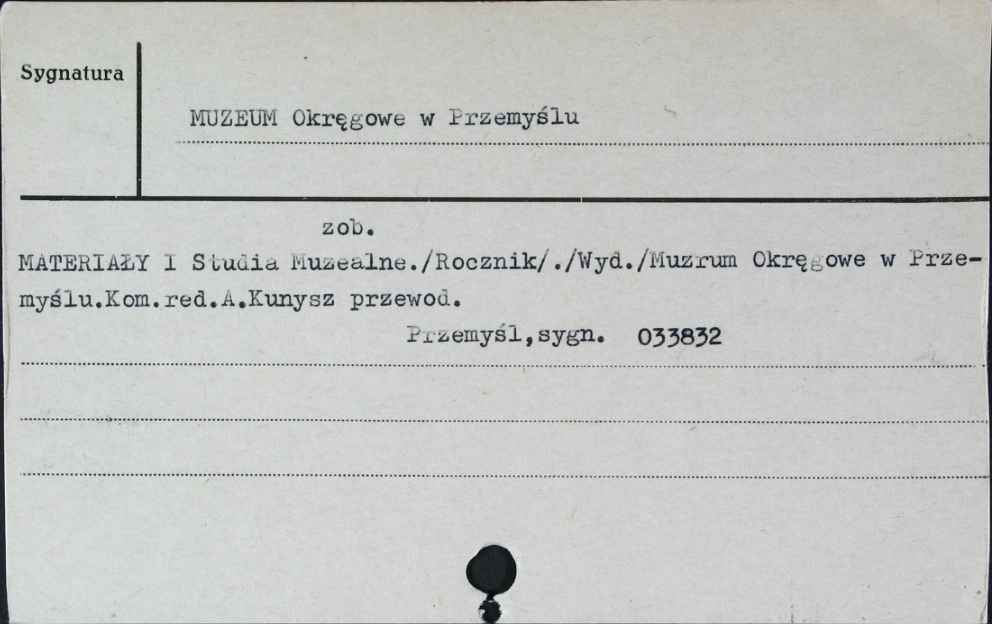 Sygnatura
MUZEUM Okręgowe w Przemyślu
zob.
MATERIAŁY I Studia Muzealne./Rocznik/./Wyd./Muzrum Okręgowe w Prze-
myślu.Kom.red.A.Kunysz przewod.
Przemyśl,sygn. 033832